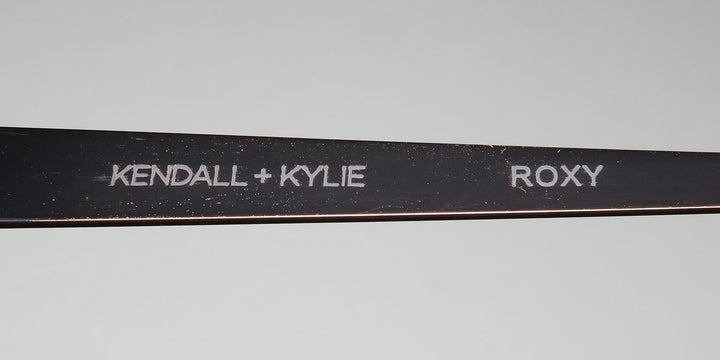 KENDALL + KYLIE ROXY